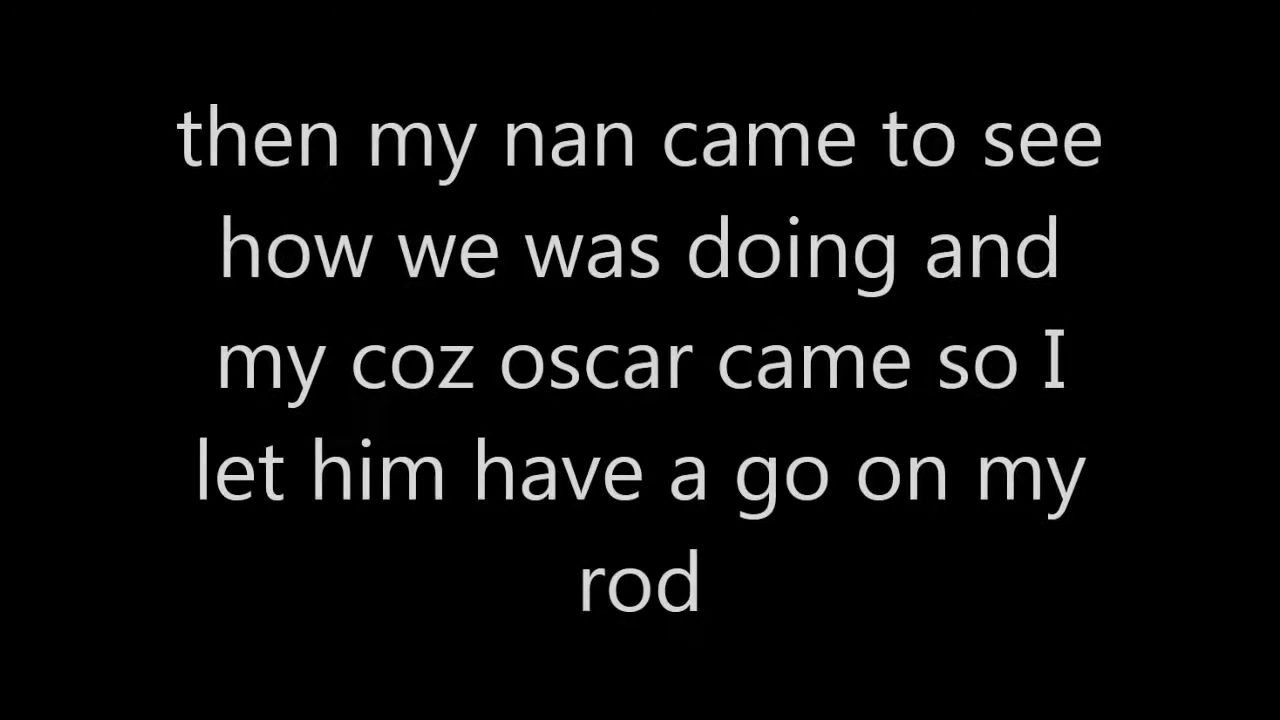 then my nan came to see
how we was doing and
my coz oscar came so I
let him have a go on my
rod